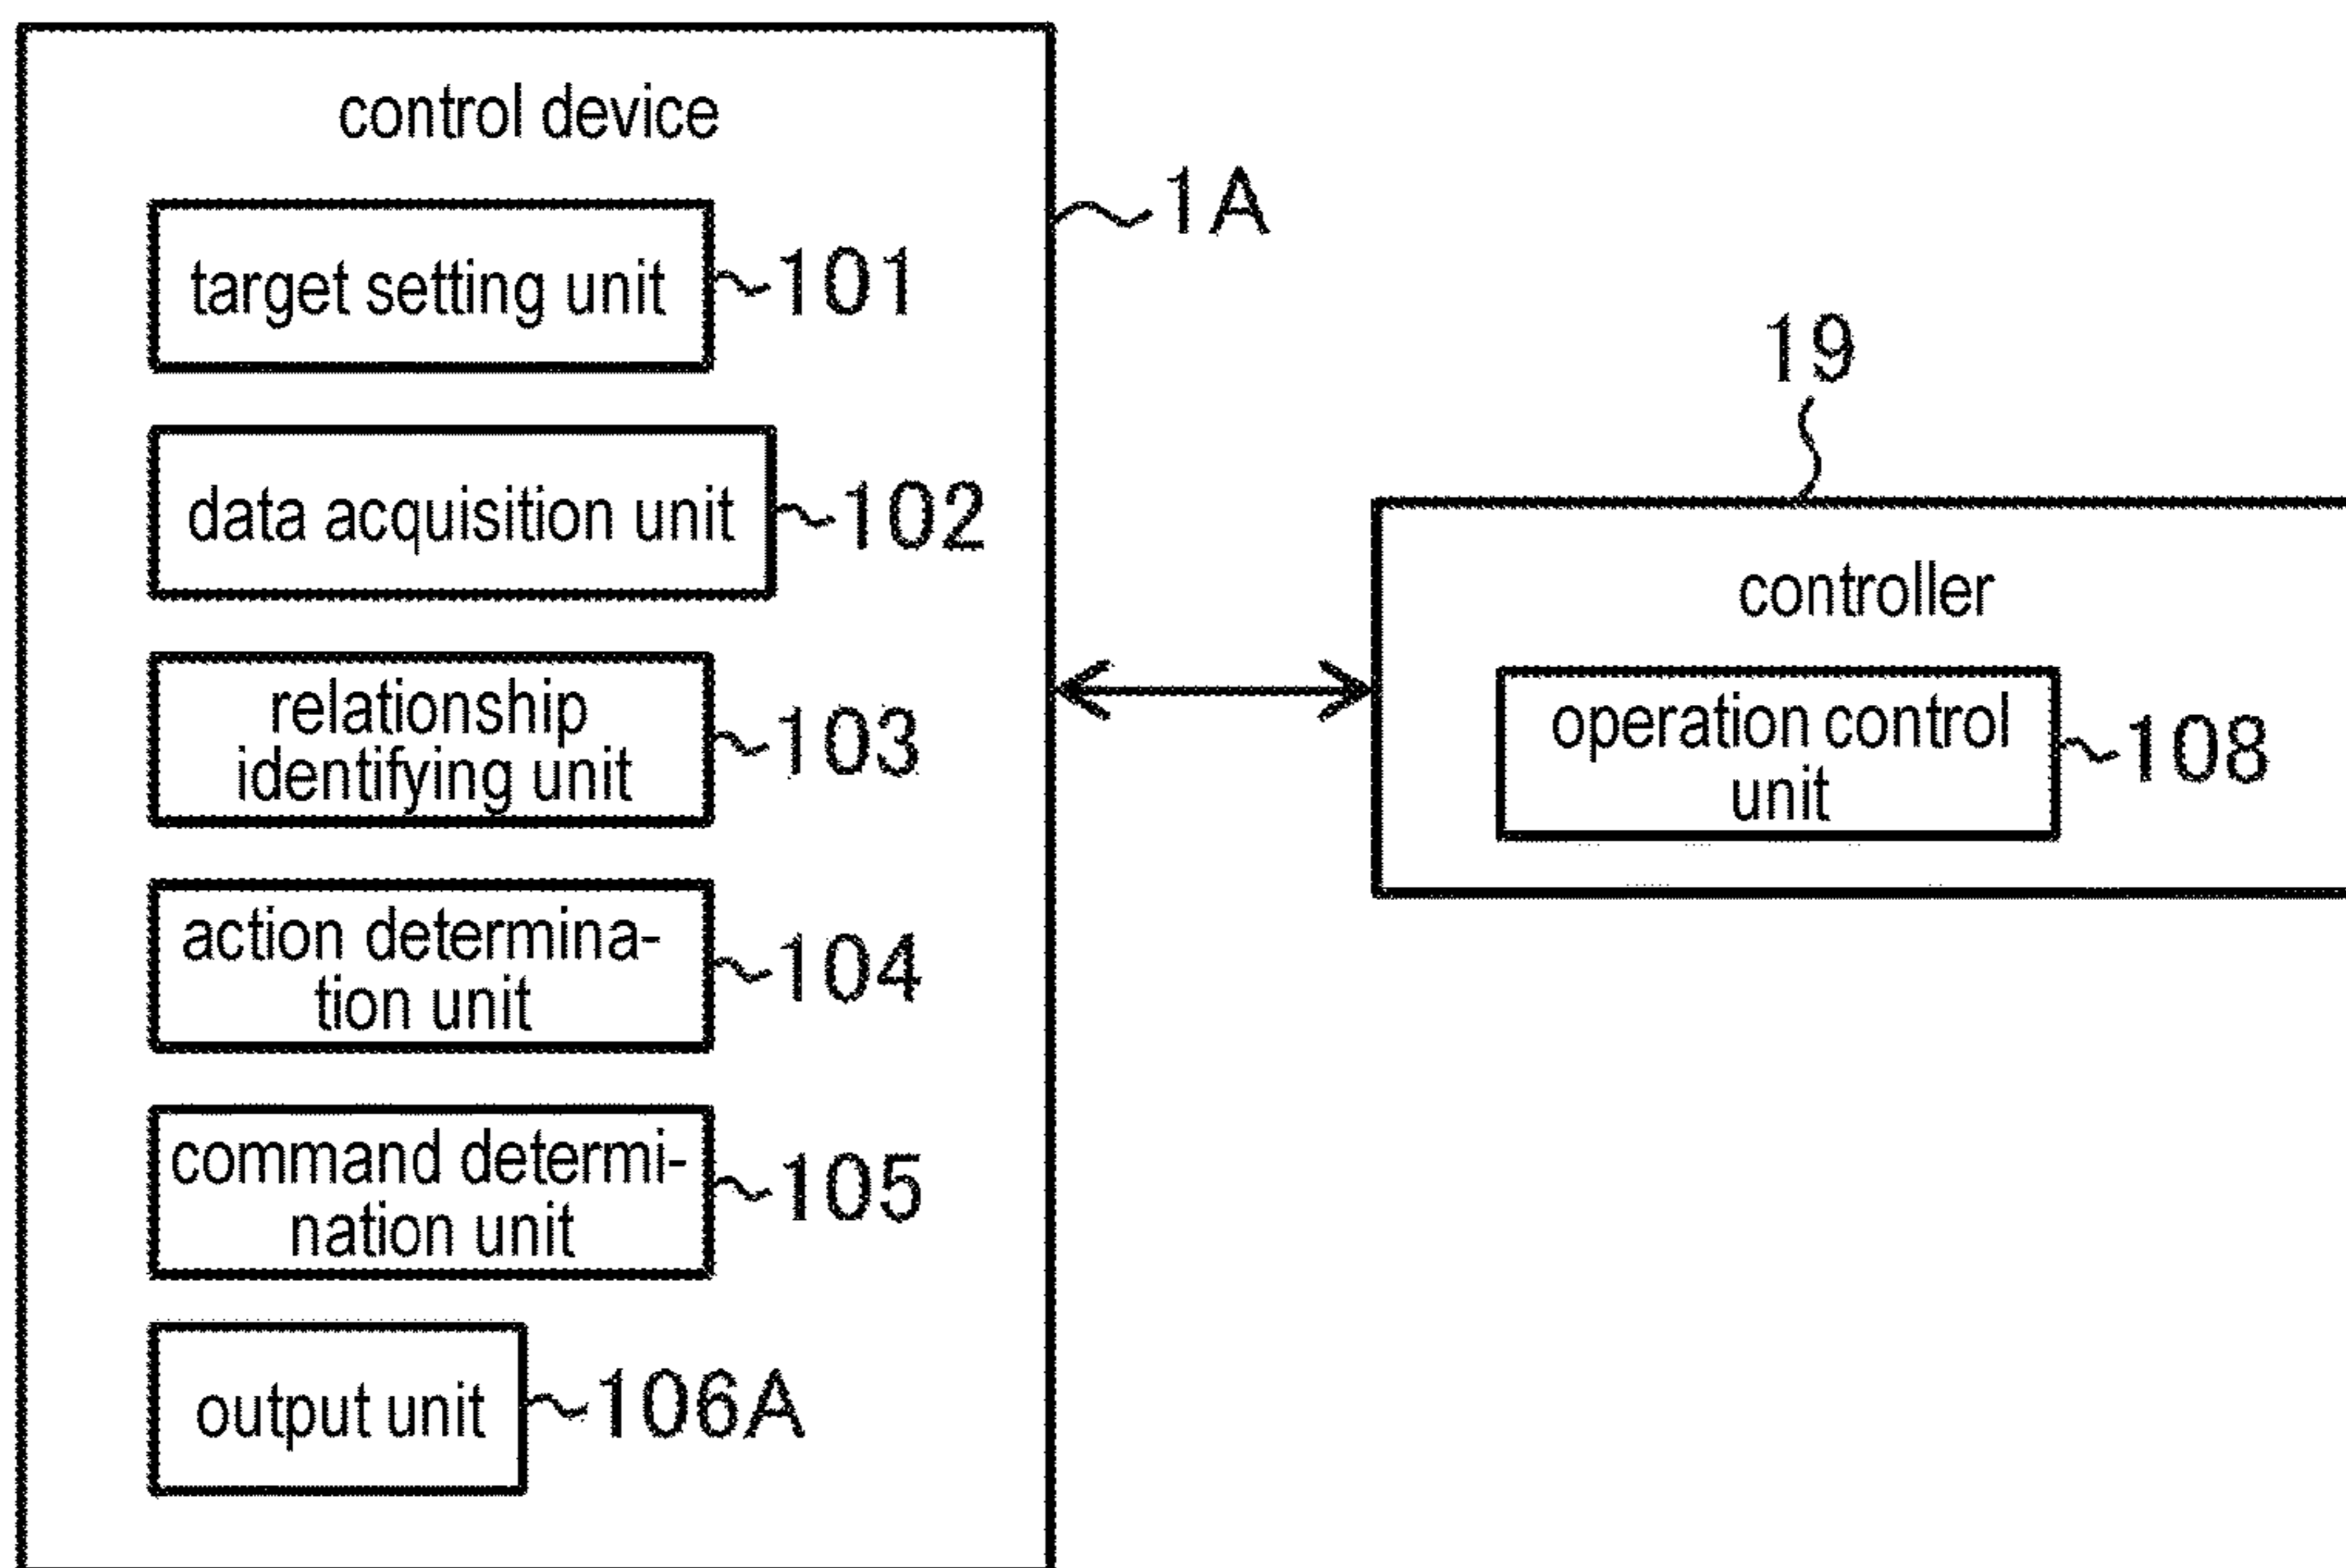 control device
1A
target setting unit
101
data acquisition unit
102
relationship
identifying unit
103
action determina-
tion unit
104
command determi-
nation unit
105
output unit
106A
19
controller
operation control
unit
108